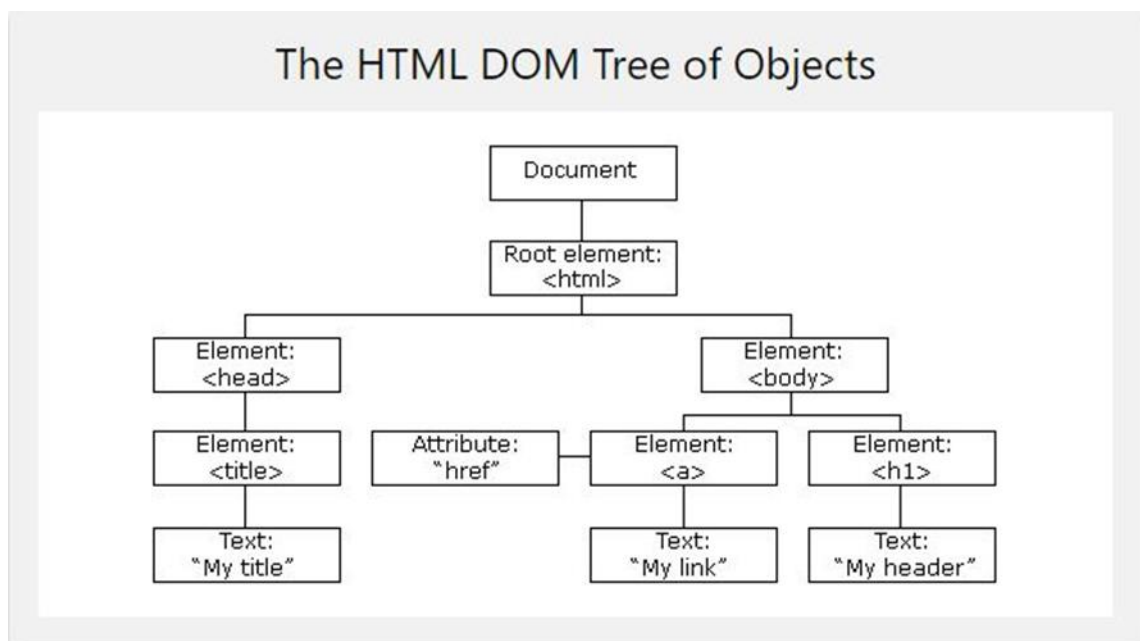 The HTML DOM Tree of Objects
Document
Root element:
<html>
Element:
<head>
Element:
<body>
Element:
<title>
Attribute:
“href”
Element:
<a>
Element:
<h1>
Text:
“My title”
Text:
“My link”
Text:
“My header”